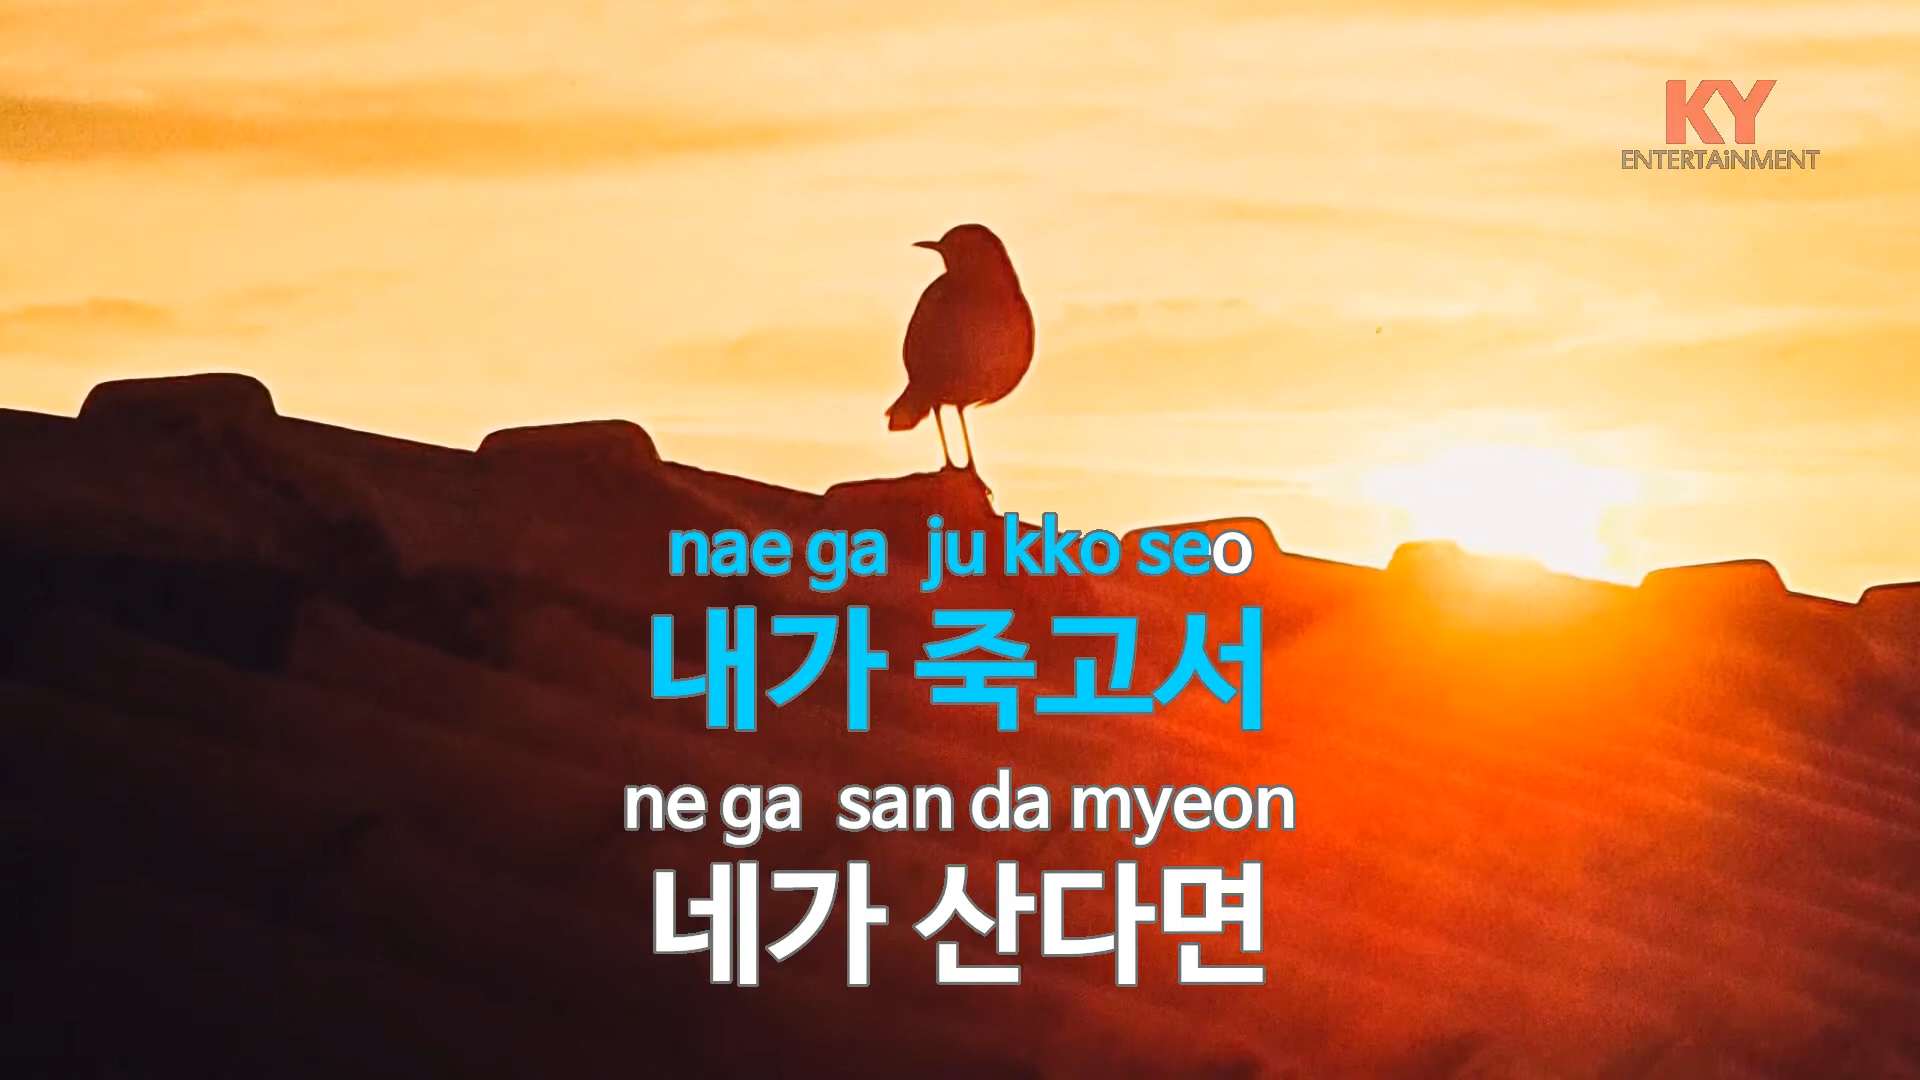 KY
ENTERTAiNMENT
nae ga ju kko seo
내가 죽고서
ne ga san da myeon
네가 산다면